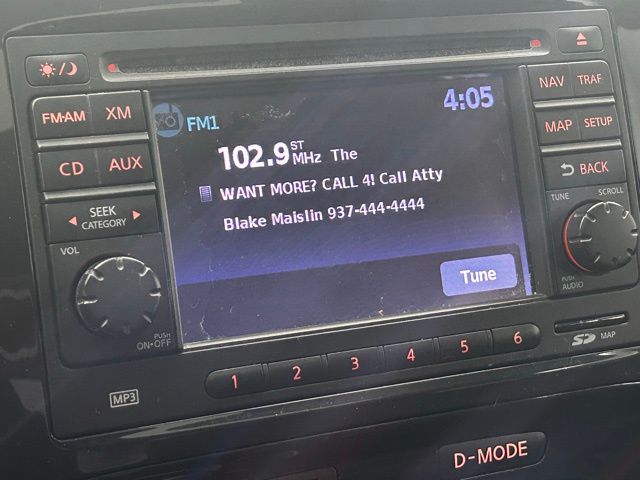 NAV TRAF
FM-AM XM
4:05
FM1
102.9 ST MHz The
MAP SETUP
CD AUX
WANT MORE? CALL 4! Call Atty
BACK
SEEK
CATEGORY
Blake Maislin 937-444-4444
TUNE SCROLL
VOL
Tune
PUSH
AUDIO
PUSH
ON•OFF
1 2 3 4 5 6
SD MAP
MP3
D-MODE